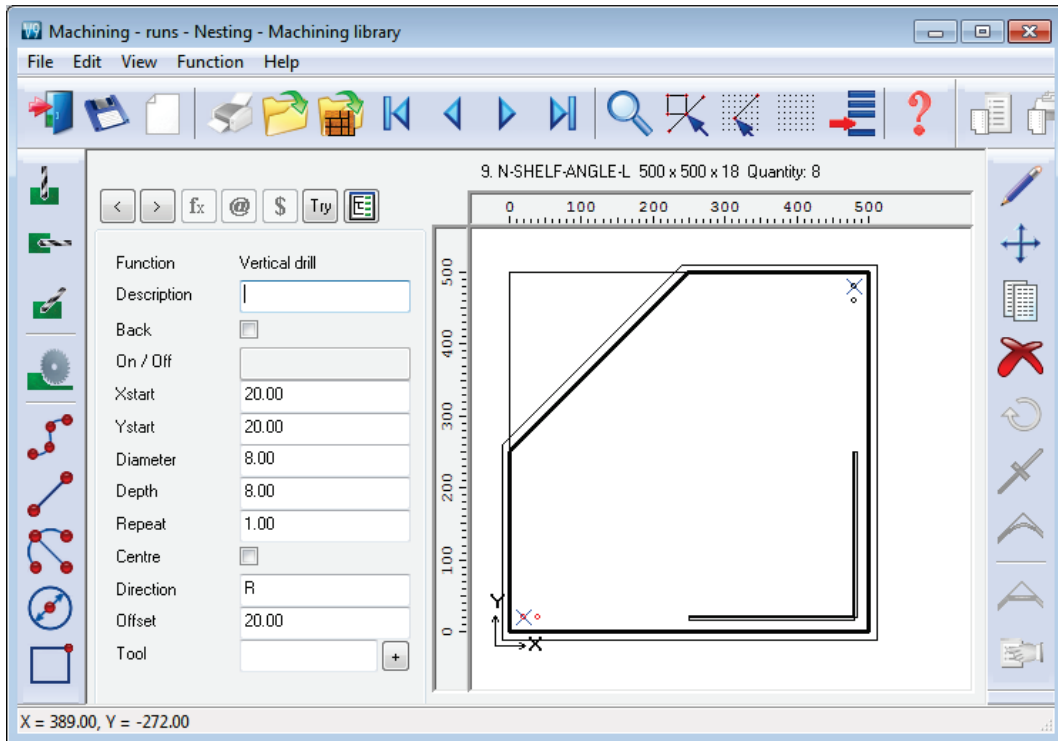 V9 Machining - runs - Nesting - Machining library
File Edit View Function Help
9. N-SHELF-ANGLE-L 500 x 500 x 18 Quantity: 8
< > fx @ $ Try E
0 100 200 300 400 500
Function Vertical drill
Description
Back
On / Off
Xstart 20.00
Ystart 20.00
Diameter 8.00
Depth 8.00
Repeat 1.00
Centre
Direction R
Offset 20.00
Tool +
500
400
300
200
100
0
Y
X
X = 389.00, Y = -272.00